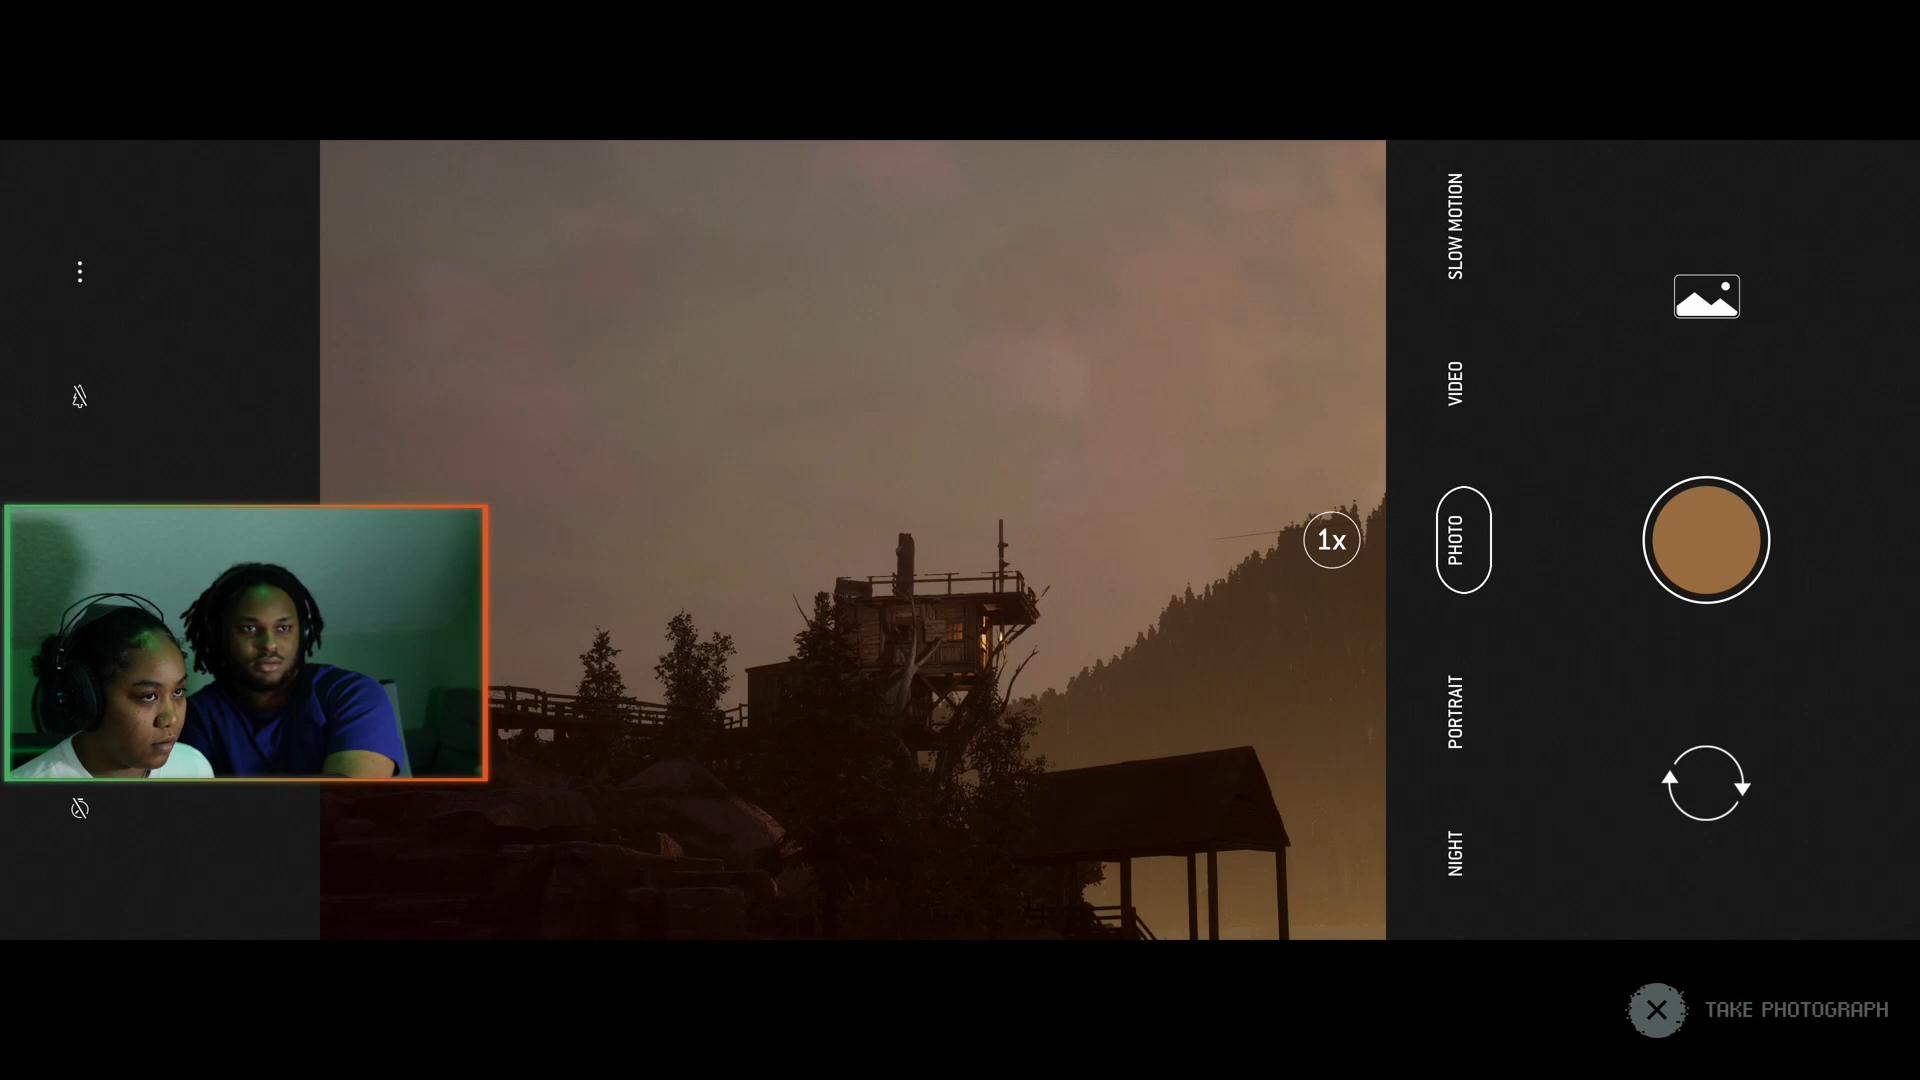 SLOW MOTION
VIDEO
1x
PHOTO
PORTRAIT
NIGHT
TAKE PHOTOGRAPH